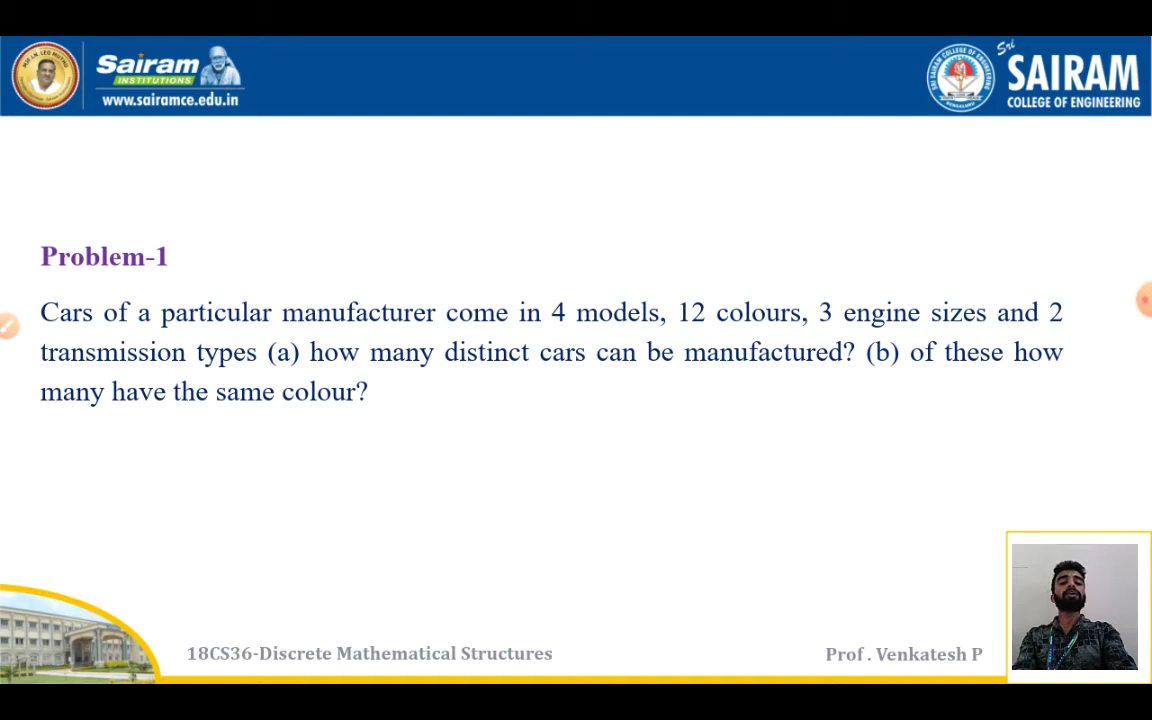 Sairam
INSTITUTIONS
www.sairamce.edu.in
Sri
SAIRAM
COLLEGE OF ENGINEERING
Problem-1
Cars of a particular manufacturer come in 4 models, 12 colours, 3 engine sizes and 2
transmission types (a) how many distinct cars can be manufactured? (b) of these how
many have the same colour?
18CS36-Discrete Mathematical Structures
Prof . Venkatesh P